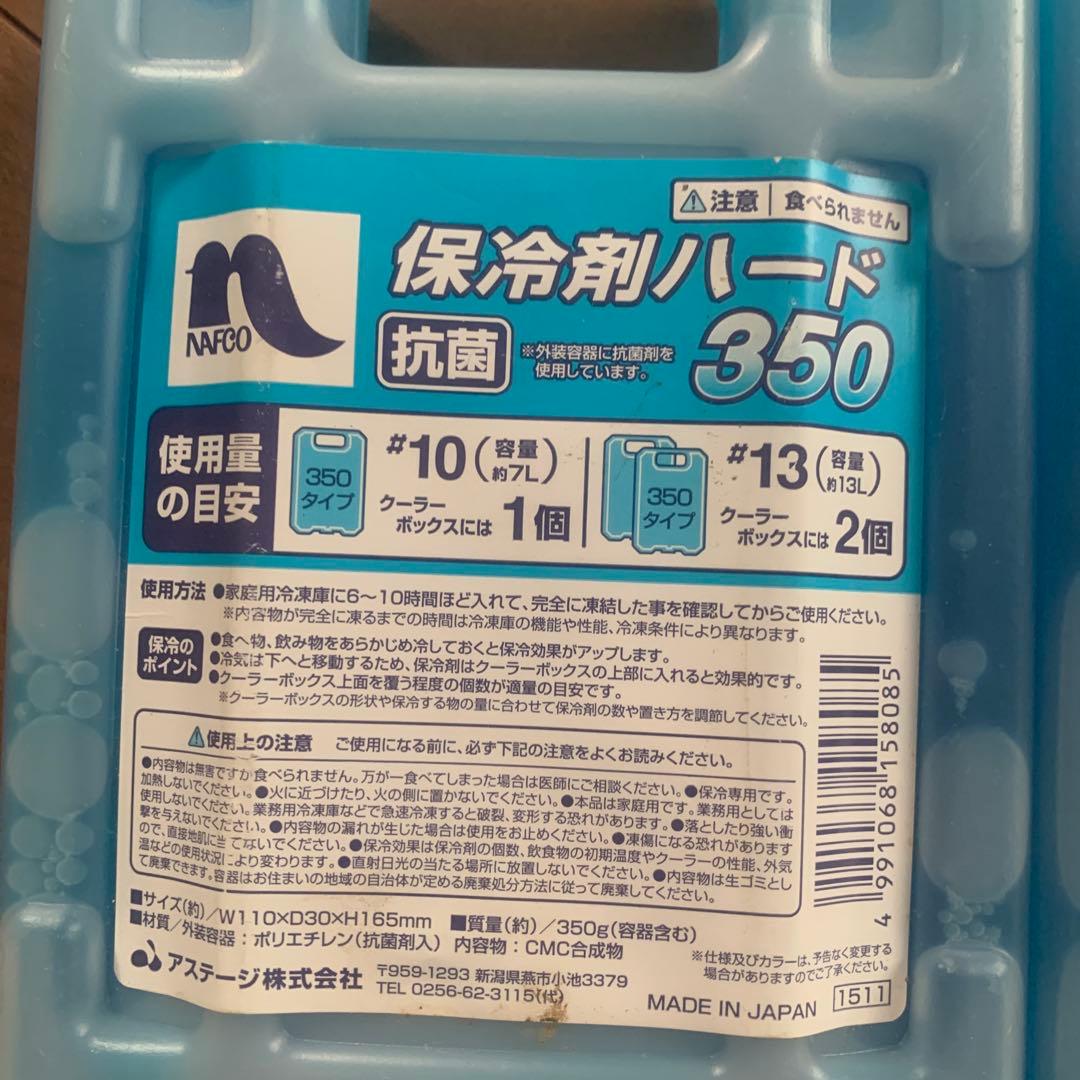 ⚠注意 食べられません
NAFCO
保冷剤ハード
350
抗菌
※外装容器に抗菌剤を
使用しています。
使用量
の目安
350
タイプ
#10(容量
約7L)
クーラー
ボックスには 1個
350
タイプ
#13(容量
約13L)
クーラー
ボックスには 2個
使用方法 ●家庭用冷凍庫に6〜10時間ほど入れて、完全に凍結した事を確認してからご使用ください。
※内容物が完全に凍るまでの時間は冷凍庫の機能や性能、冷凍条件により異なります。
保冷の
ポイント
●食べ物、飲み物をあらかじめ冷しておくと保冷効果がアップします。
●冷気は下へと移動するため、保冷剤はクーラーボックスの上部に入れると効果的です。
●クーラーボックス上面を覆う程度の個数が適量の目安です。
※クーラーボックスの形状や保冷する物の量に合わせて保冷剤の数や置き方を調節してください。
⚠使用上の注意 ご使用になる前に、必ず下記の注意をよくお読みください。
●内容物は無害ですが食べられません。万が一食べてしまった場合は医師にご相談ください。●保冷専用です。
加熱しないでください。●火に近づけたり、火の側に置かないでください。●本品は家庭用です。業務用としては
使用しないでください。業務用冷凍庫などで急速冷凍すると破裂、変形する恐れがあります。●落としたり強い衝
撃を与えないでください。●内容物の漏れが生じた場合は使用をお止めください。●凍傷になる恐れがあります
ので、直接地肌に当てないでください。●保冷効果は保冷剤の個数、飲食物の初期温度やクーラーの性能、外気
温などの使用状況により変わります。●直射日光の当たる場所に放置しないでください。●内容物は生ゴミとし
て廃棄できます。容器はお住まいの地域の自治体が定める廃棄処分方法に従って廃棄してください。
■サイズ(約)/W110×D30×H165mm ■質量(約)/350g(容器含む)
■材質/外装容器:ポリエチレン(抗菌剤入) 内容物:CMC合成物
アステージ株式会社 〒959-1293 新潟県燕市小池3379
TEL 0256-62-3115(代)
4 991068 158085
※仕様及びカラーは、予告なく変更する
場合がありますのでご了承ください。
MADE IN JAPAN 1511